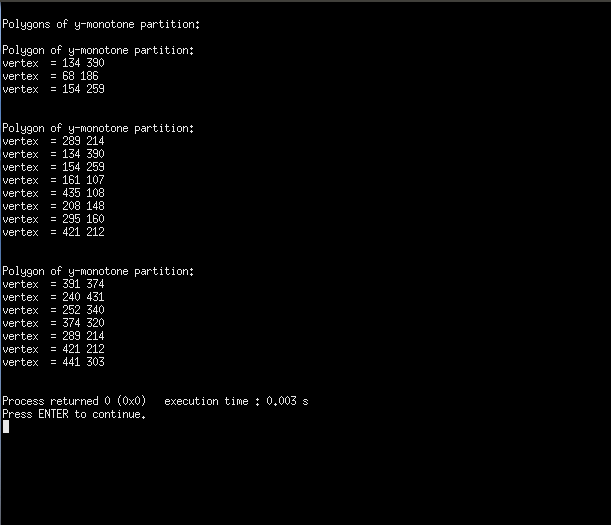 Polygons of y-monotone partition:
Polygon of y-monotone partition:
vertex  = 134 390
vertex  = 68 186
vertex  = 154 259
Polygon of y-monotone partition:
vertex  = 289 214
vertex  = 134 390
vertex  = 154 259
vertex  = 161 107
vertex  = 435 108
vertex  = 208 148
vertex  = 295 160
vertex  = 421 212
Polygon of y-monotone partition:
vertex  = 391 374
vertex  = 240 431
vertex  = 252 340
vertex  = 374 320
vertex  = 289 214
vertex  = 421 212
vertex  = 441 303
Process returned 0 (0x0)   execution time : 0.003 s
Press ENTER to continue.